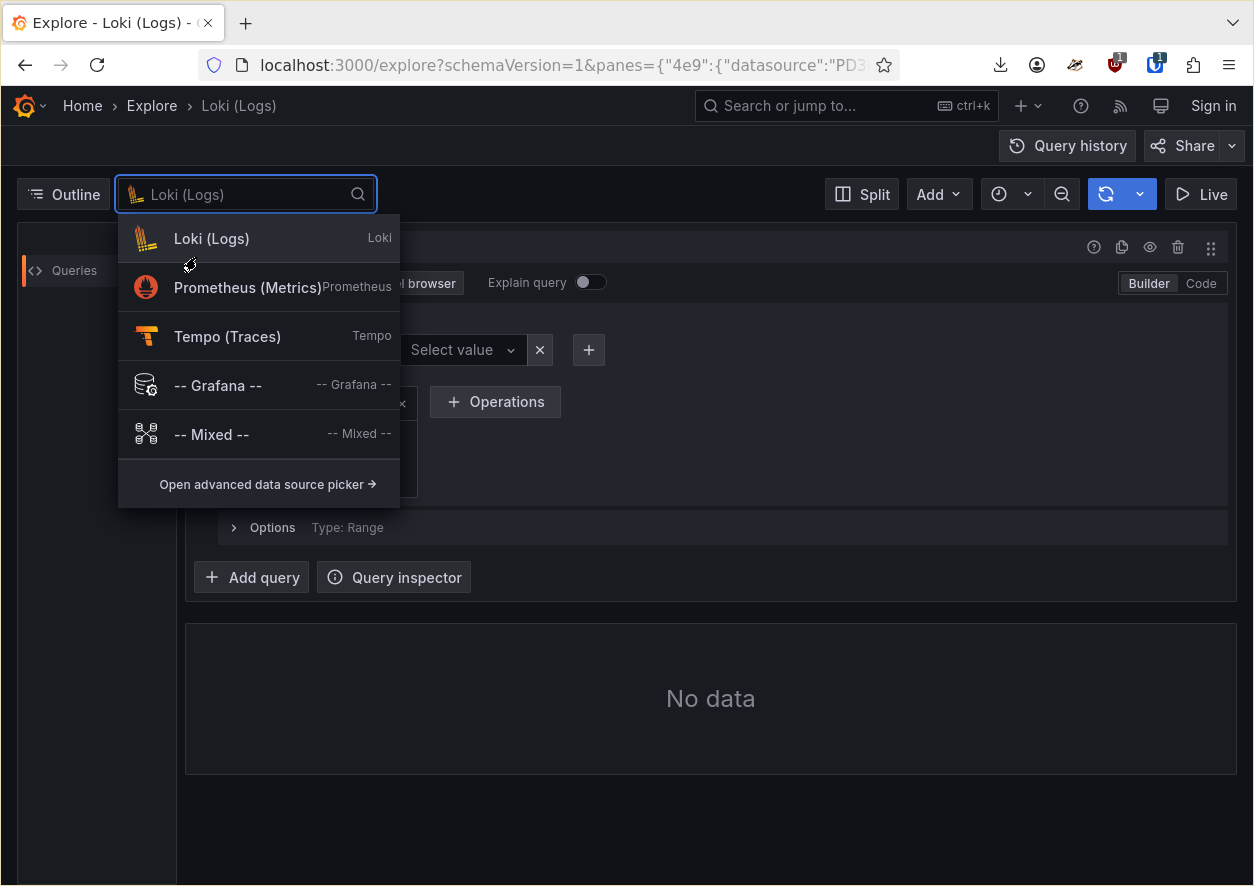 Explore - Loki (Logs) -
localhost:3000/explore?schemaVersion=1&panes={"4e9":{"datasource":"PD3
1
1
Home › Explore › Loki (Logs)
Search or jump to...
ctrl+k
Sign in
Query history
Share
Outline
Loki (Logs)
Split
Add
Live
Loki (Logs) Loki
Queries
Prometheus (Metrics) Prometheus
browser
Explain query
Builder
Code
Tempo (Traces) Tempo
Select value
-- Grafana -- -- Grafana --
Operations
-- Mixed -- -- Mixed --
Open advanced data source picker →
Options
Type: Range
Add query
Query inspector
No data